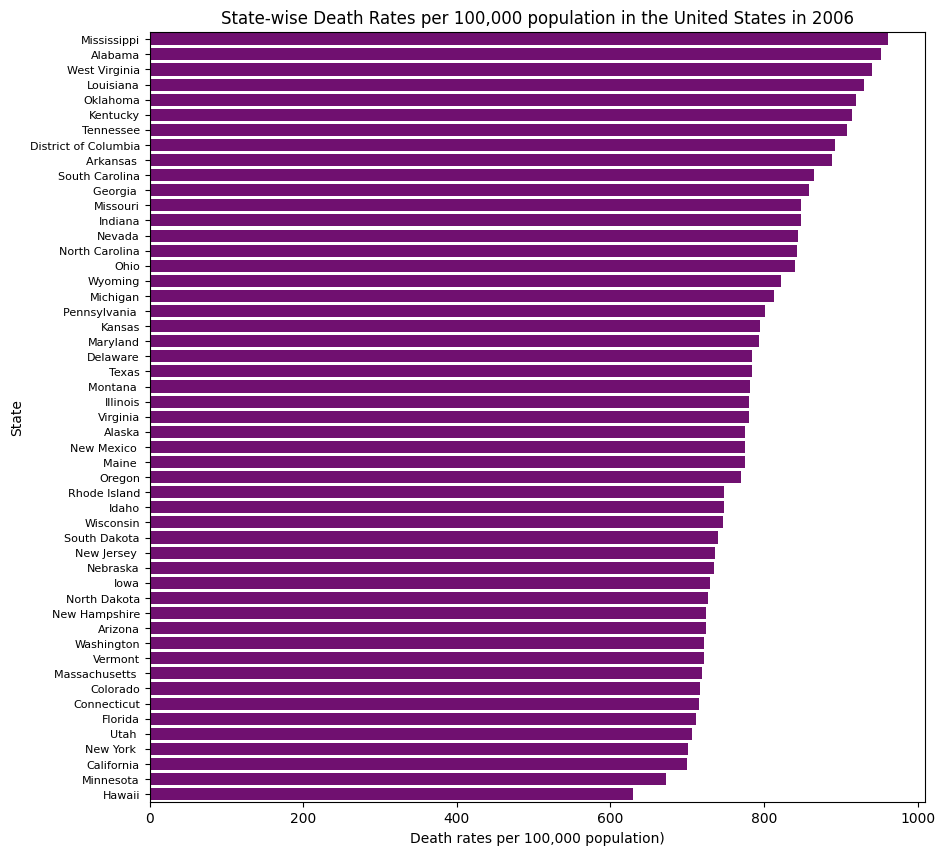 State-wise Death Rates per 100,000 population in the United States in 2006
Mississippi
Alabama
West Virginia
Louisiana
Oklahoma
Kentucky
Tennessee
District of Columbia
Arkansas
South Carolina
Georgia
Missouri
Indiana
Nevada
North Carolina
Ohio
Wyoming
Michigan
Pennsylvania
Kansas
Maryland
Delaware
Texas
Montana
Illinois
Virginia
Alaska
New Mexico
Maine
Oregon
Rhode Island
Idaho
Wisconsin
South Dakota
New Jersey
Nebraska
Iowa
North Dakota
New Hampshire
Arizona
Washington
Vermont
Massachusetts
Colorado
Connecticut
Florida
Utah
New York
California
Minnesota
Hawaii
State
0 200 400 600 800 1000
Death rates per 100,000 population)